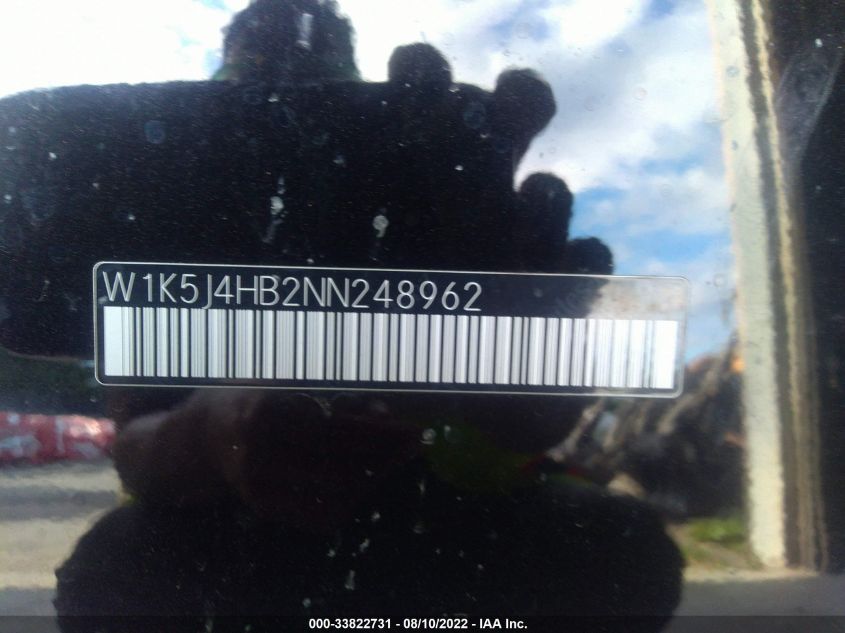 W1K5J4HB2NN248962
000-33822731 - 08/10/2022 - IAA Inc.